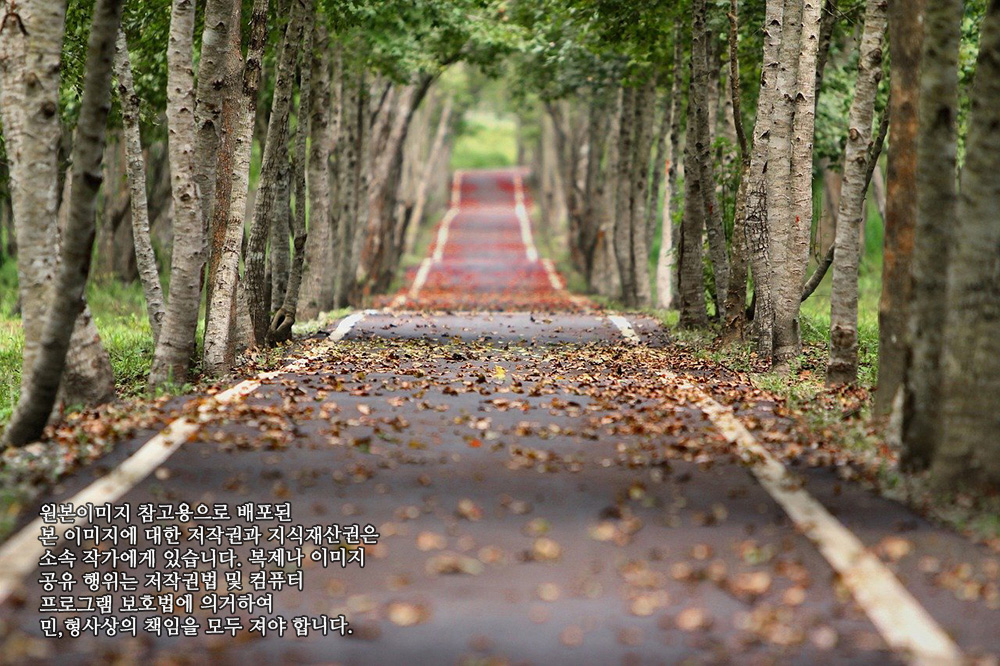 원본이미지 참고용으로 배포된
본 이미지에 대한 저작권과 지식재산권은
소속 작가에게 있습니다. 복제나 이미지
공유 행위는 저작권법 및 컴퓨터
프로그램 보호법에 의거하여
민,형사상의 책임을 모두 져야 합니다.